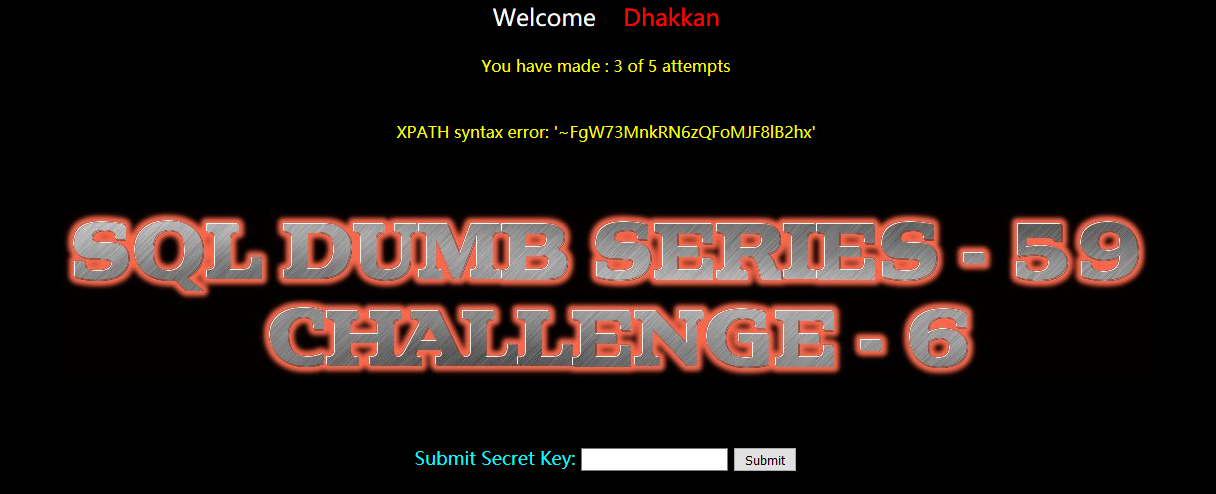 Welcome Dhakkan
You have made : 3 of 5 attempts
XPATH syntax error: '~FgW73MnkRN6zQFoMJF8lB2hx'
SQL DUMB SERIES - 59
CHALLENGE - 6
Submit Secret Key: Submit